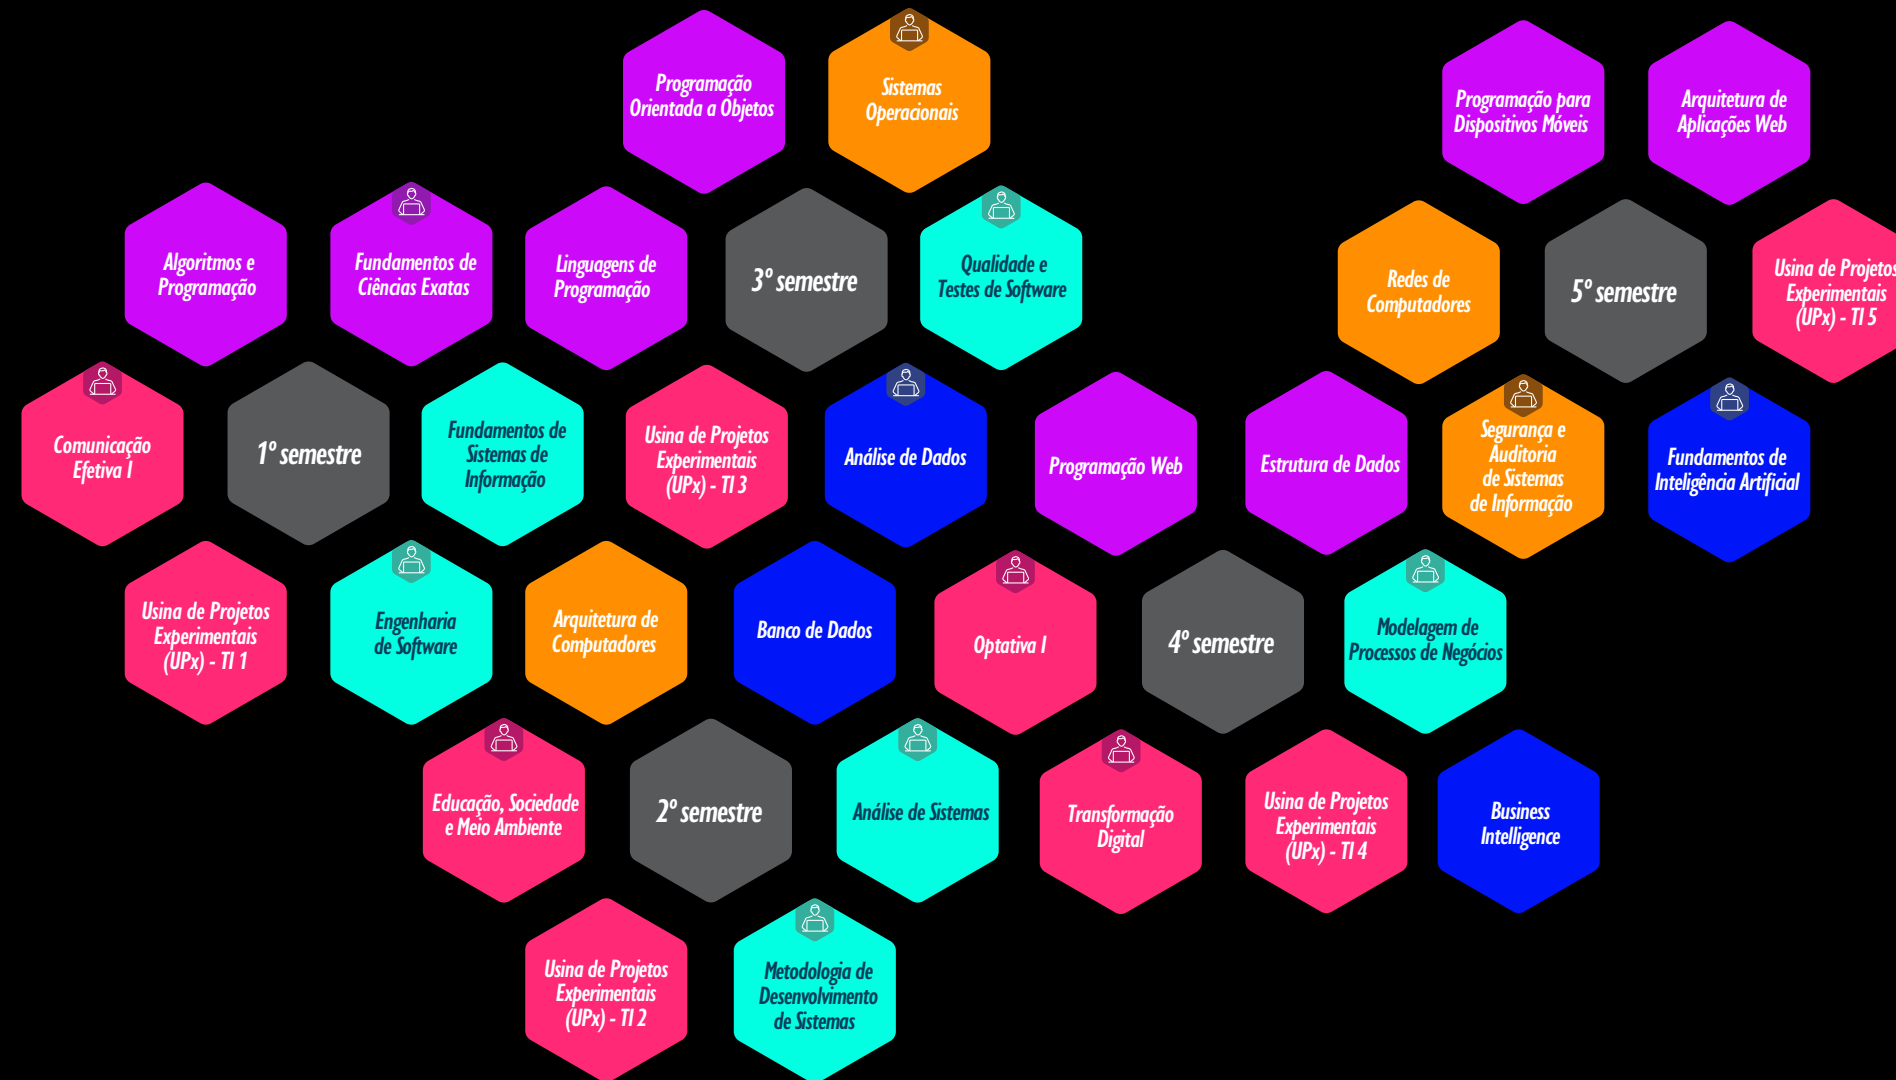 Programação
Orientada a Objetos
Sistemas
Operacionais
Programação para
Dispositivos Móveis
Arquitetura de
Aplicações Web
Algoritmos e
Programação
Fundamentos de
Ciências Exatas
Linguagens de
Programação
3º semestre
Qualidade e
Testes de Software
Redes de
Computadores
5º semestre
Usina de Projetos
Experimentais
(UPx) - TI 5
Comunicação
Efetiva I
1º semestre
Fundamentos de
Sistemas de
Informação
Usina de Projetos
Experimentais
(UPx) - TI 3
Análise de Dados
Programação Web
Estrutura de Dados
Segurança e
Auditoria
de Sistemas
de Informação
Fundamentos de
Inteligência Artificial
Usina de Projetos
Experimentais
(UPx) - TI 1
Engenharia
de Software
Arquitetura de
Computadores
Banco de Dados
Optativa I
4º semestre
Modelagem de
Processos de Negócios
Educação, Sociedade
e Meio Ambiente
2º semestre
Análise de Sistemas
Transformação
Digital
Usina de Projetos
Experimentais
(UPx) - TI 4
Business
Intelligence
Usina de Projetos
Experimentais
(UPx) - TI 2
Metodologia de
Desenvolvimento
de Sistemas